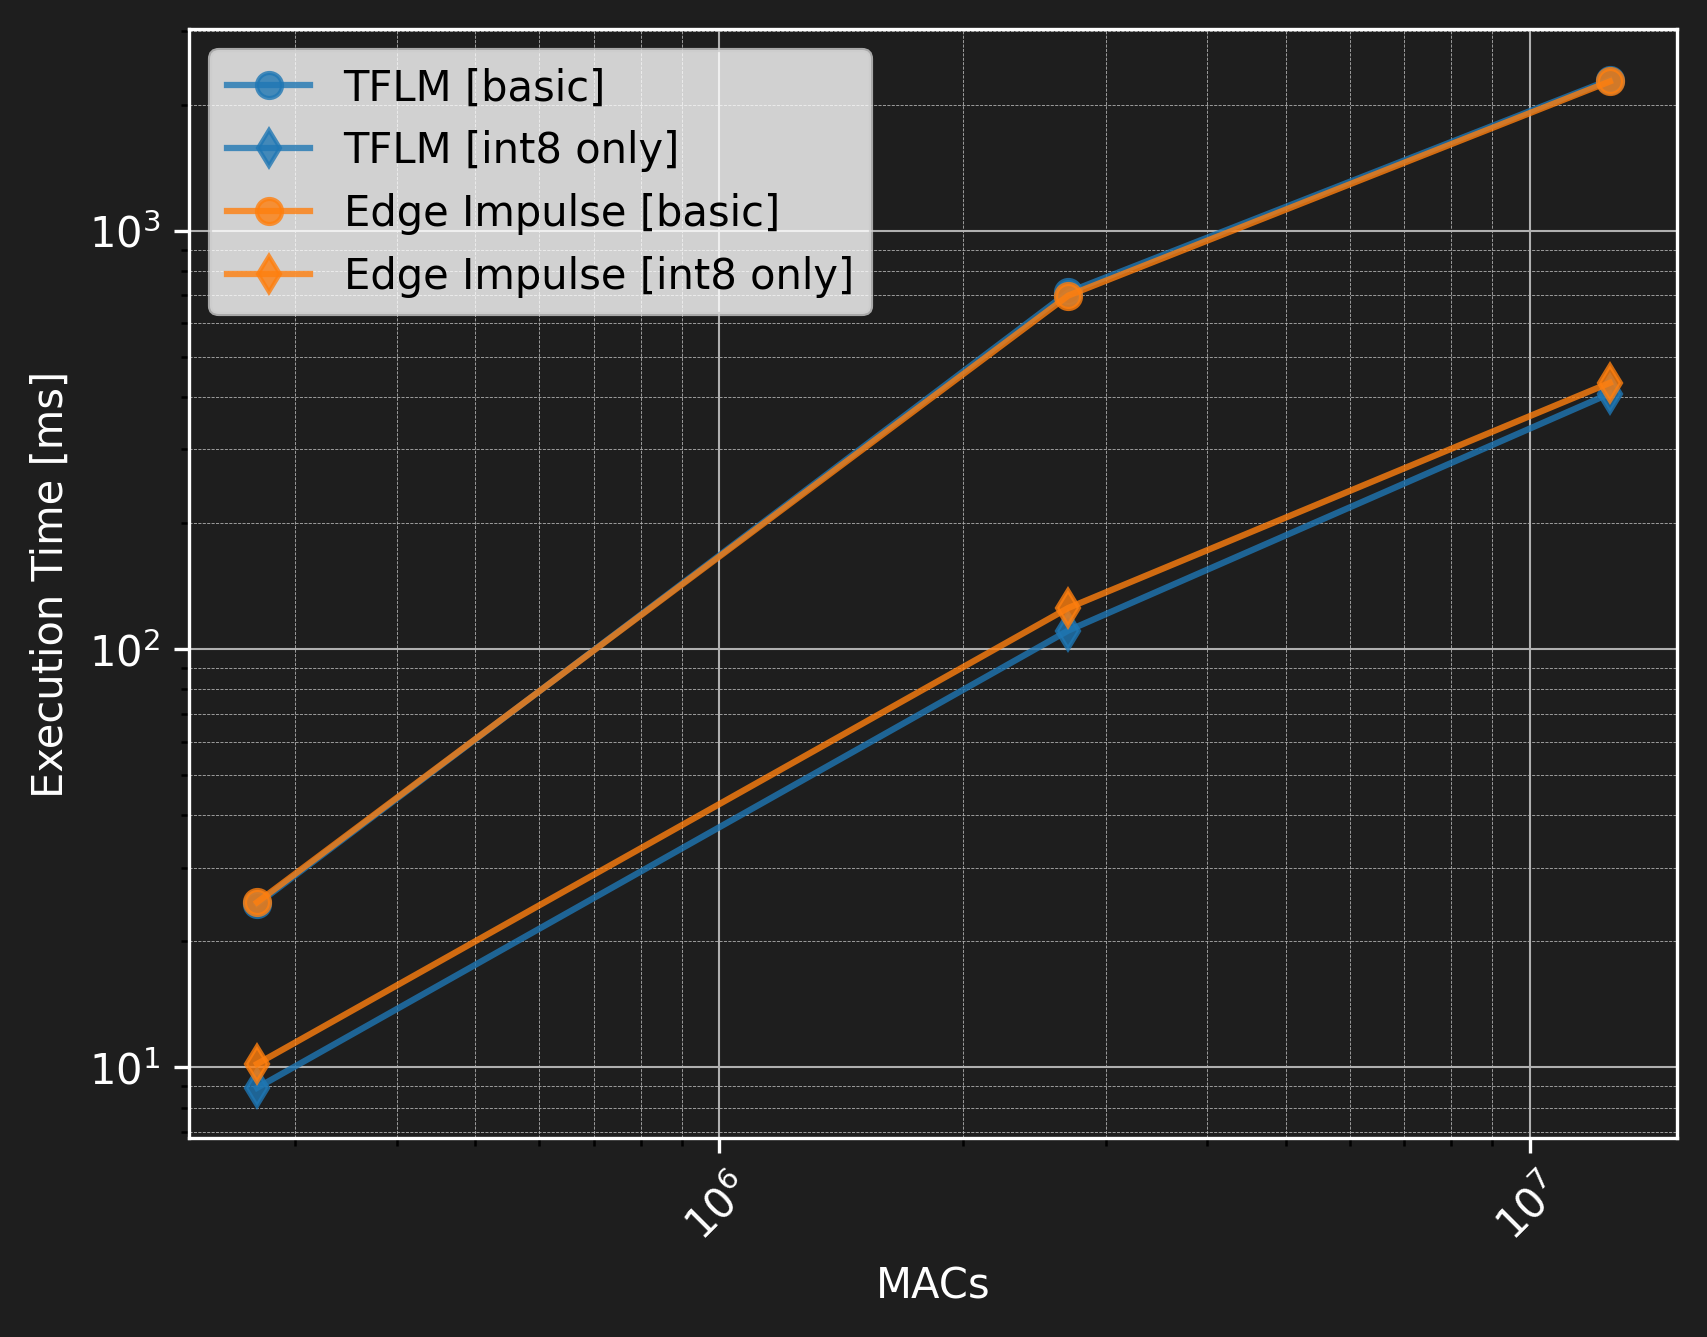 TFLM [basic]
TFLM [int8 only]
Edge Impulse [basic]
Edge Impulse [int8 only]
Execution Time [ms]
10³
10²
10¹
10⁶
10⁷
MACs